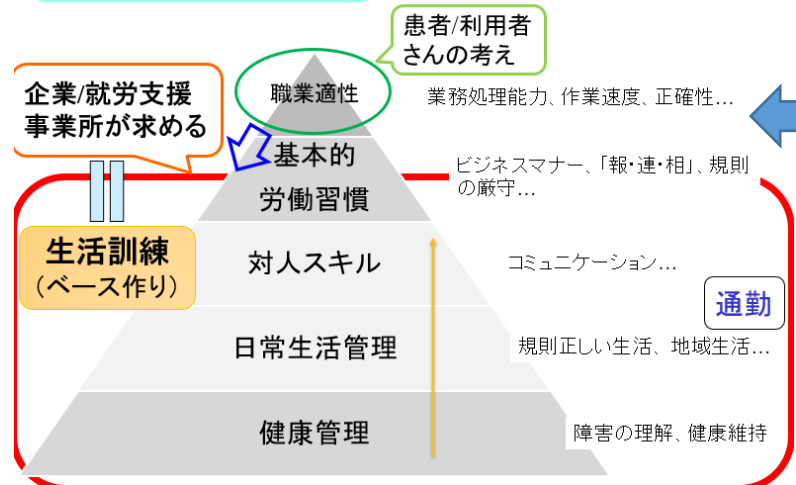 患者/利用者
さんの考え
企業/就労支援
事業所が求める
職業適性
業務処理能力、作業速度、正確性…
基本的
労働習慣
ビジネスマナー、「報・連・相」、規則
の厳守…
生活訓練
（ベース作り）
対人スキル
コミュニケーション…
通勤
日常生活管理
規則正しい生活、地域生活…
健康管理
障害の理解、健康維持